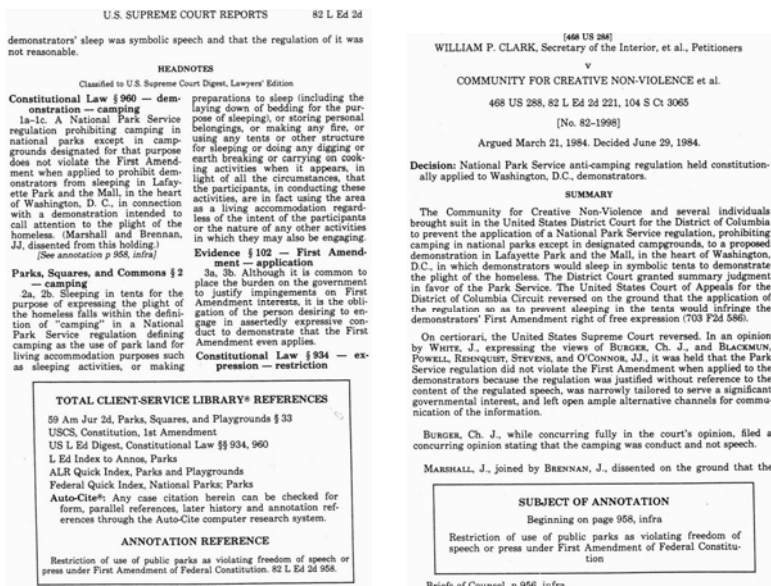 U.S. SUPREME COURT REPORTS 82 L Ed 2d
demonstrators' sleep was symbolic speech and that the regulation of it was
not reasonable.
HEADNOTES
Classified to U.S. Supreme Court Digest, Lawyers' Edition
Constitutional Law § 960 — dem-
onstration — camping
1a-1c. A National Park Service
regulation prohibiting camping in
national parks except in camp-
grounds designated for that purpose
does not violate the First Amend-
ment when applied to prohibit dem-
onstrators from sleeping in Lafay-
ette Park and the Mall, in the heart
of Washington, D. C., in connection
with a demonstration intended to
call attention to the plight of the
homeless. (Marshall and Brennan,
JJ, dissented from this holding.)
[See annotation p 958, infra]
Parks, Squares, and Commons § 2
— camping
2a, 2b. Sleeping in tents for the
purpose of expressing the plight of
the homeless falls within the defini-
tion of "camping" in a National
Park Service regulation defining
camping as the use of park land for
living accommodation purposes such
as sleeping activities, or making
preparations to sleep (including the
laying down of bedding for the pur-
pose of sleeping), or storing personal
belongings, or making any fire, or
using any tents or other structure
for sleeping or doing any digging or
earth breaking or carrying on cook-
ing activities when it appears, in
light of all the circumstances, that
the participants, in conducting these
activities, are in fact using the area
as a living accommodation regard-
less of the intent of the participants
or the nature of any other activities
in which they may also be engaging.
Evidence § 102 — First Amend-
ment — application
3a, 3b. Although it is common to
place the burden on the government
to justify impingements on First
Amendment interests, it is the obli-
gation of the person desiring to en-
gage in assertedly expressive con-
duct to demonstrate that the First
Amendment even applies.
Constitutional Law § 934 — ex-
pression — restriction
TOTAL CLIENT-SERVICE LIBRARY® REFERENCES
59 Am Jur 2d, Parks, Squares, and Playgrounds § 33
USCS, Constitution, 1st Amendment
US L Ed Digest, Constitutional Law §§ 934, 960
L Ed Index to Annos, Parks
ALR Quick Index, Parks and Playgrounds
Federal Quick Index, National Parks; Parks
Auto-Cite®: Any case citation herein can be checked for
form, parallel references, later history and annotation ref-
erences through the Auto-Cite computer research system.
ANNOTATION REFERENCE
Restriction of use of public parks as violating freedom of speech or
press under First Amendment of Federal Constitution. 82 L Ed 2d 958.
[468 US 288]
WILLIAM P. CLARK, Secretary of the Interior, et al., Petitioners
v
COMMUNITY FOR CREATIVE NON-VIOLENCE et al.
468 US 288, 82 L Ed 2d 221, 104 S Ct 3065
[No. 82-1998]
Argued March 21, 1984. Decided June 29, 1984.
Decision: National Park Service anti-camping regulation held constitution-
ally applied to Washington, D.C., demonstrators.
SUMMARY
The Community for Creative Non-Violence and several individuals
brought suit in the United States District Court for the District of Columbia
to prevent the application of a National Park Service regulation, prohibiting
camping in national parks except in designated campgrounds, to a proposed
demonstration in Lafayette Park and the Mall, in the heart of Washington,
D.C., in which demonstrators would sleep in symbolic tents to demonstrate
the plight of the homeless. The District Court granted summary judgment
in favor of the Park Service. The United States Court of Appeals for the
District of Columbia Circuit reversed on the ground that the application of
the regulation so as to prevent sleeping in the tents would infringe the
demonstrators' First Amendment right of free expression (703 F2d 586).
On certiorari, the United States Supreme Court reversed. In an opinion
by WHITE, J., expressing the views of BURGER, Ch. J., and BLACKMUN,
POWELL, REHNQUIST, STEVENS, and O'CONNOR, JJ., it was held that the Park
Service regulation did not violate the First Amendment when applied to the
demonstrators because the regulation was justified without reference to the
content of the regulated speech, was narrowly tailored to serve a significant
governmental interest, and left open ample alternative channels for commu-
nication of the information.
BURGER, Ch. J., while concurring fully in the court's opinion, filed a
concurring opinion stating that the camping was conduct and not speech.
MARSHALL, J., joined by BRENNAN, J., dissented on the ground that the
SUBJECT OF ANNOTATION
Beginning on page 958, infra
Restriction of use of public parks as violating freedom of
speech or press under First Amendment of Federal Constitu-
tion
Briefs of Counsel, p 956, infra